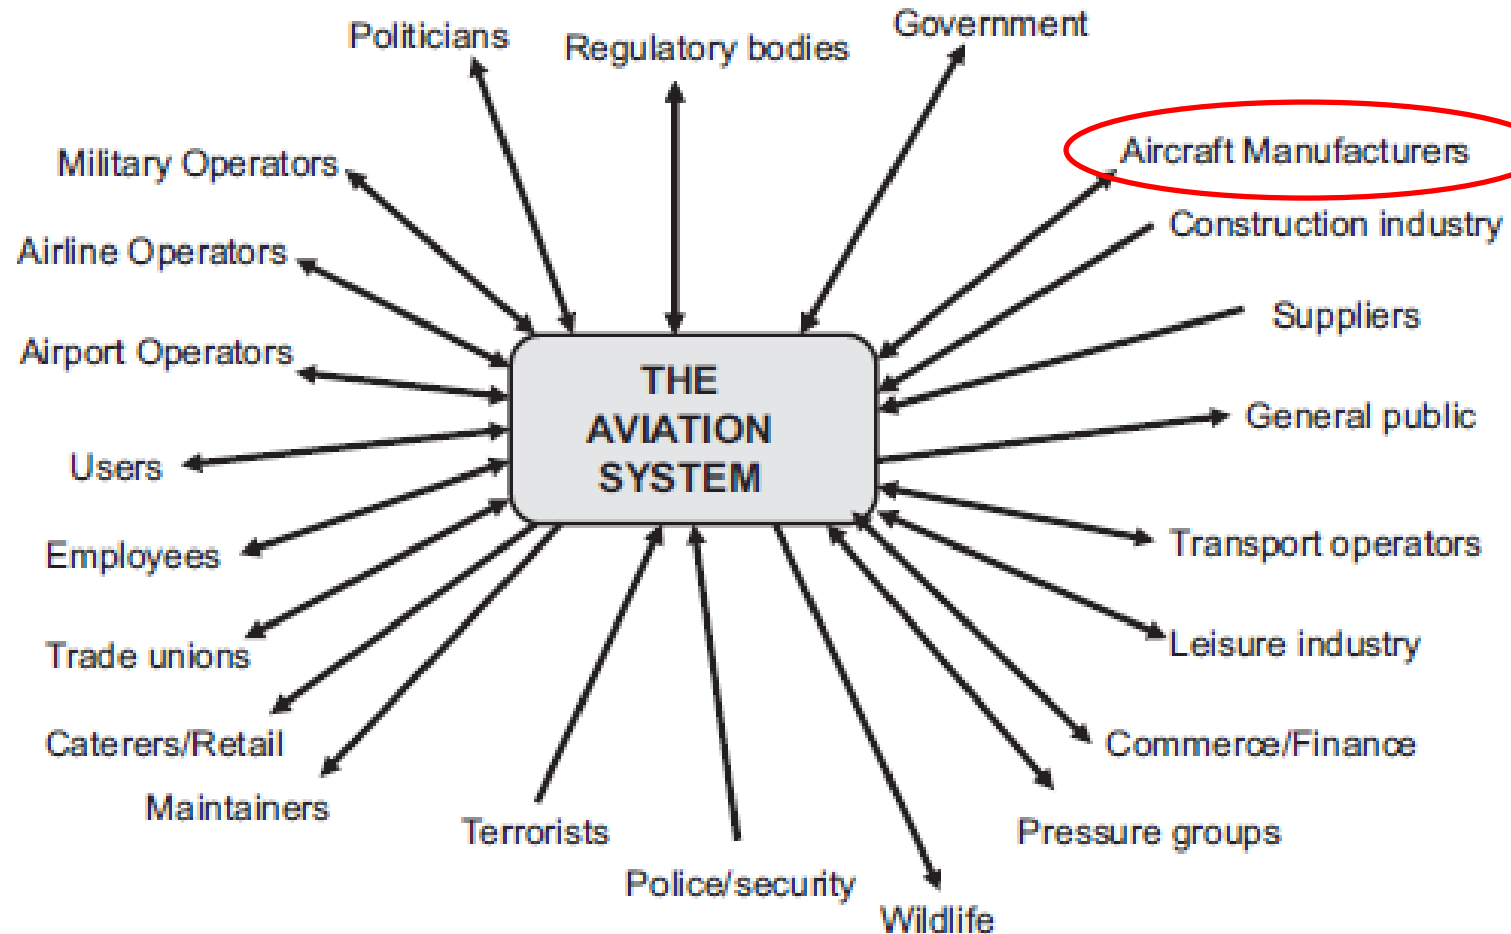 Politicians
Regulatory bodies
Government
Military Operators
Aircraft Manufacturers
Airline Operators
Construction industry
Airport Operators
Suppliers
THE
AVIATION
SYSTEM
General public
Users
Employees
Transport operators
Trade unions
Leisure industry
Caterers/Retail
Commerce/Finance
Maintainers
Terrorists
Pressure groups
Police/security
Wildlife